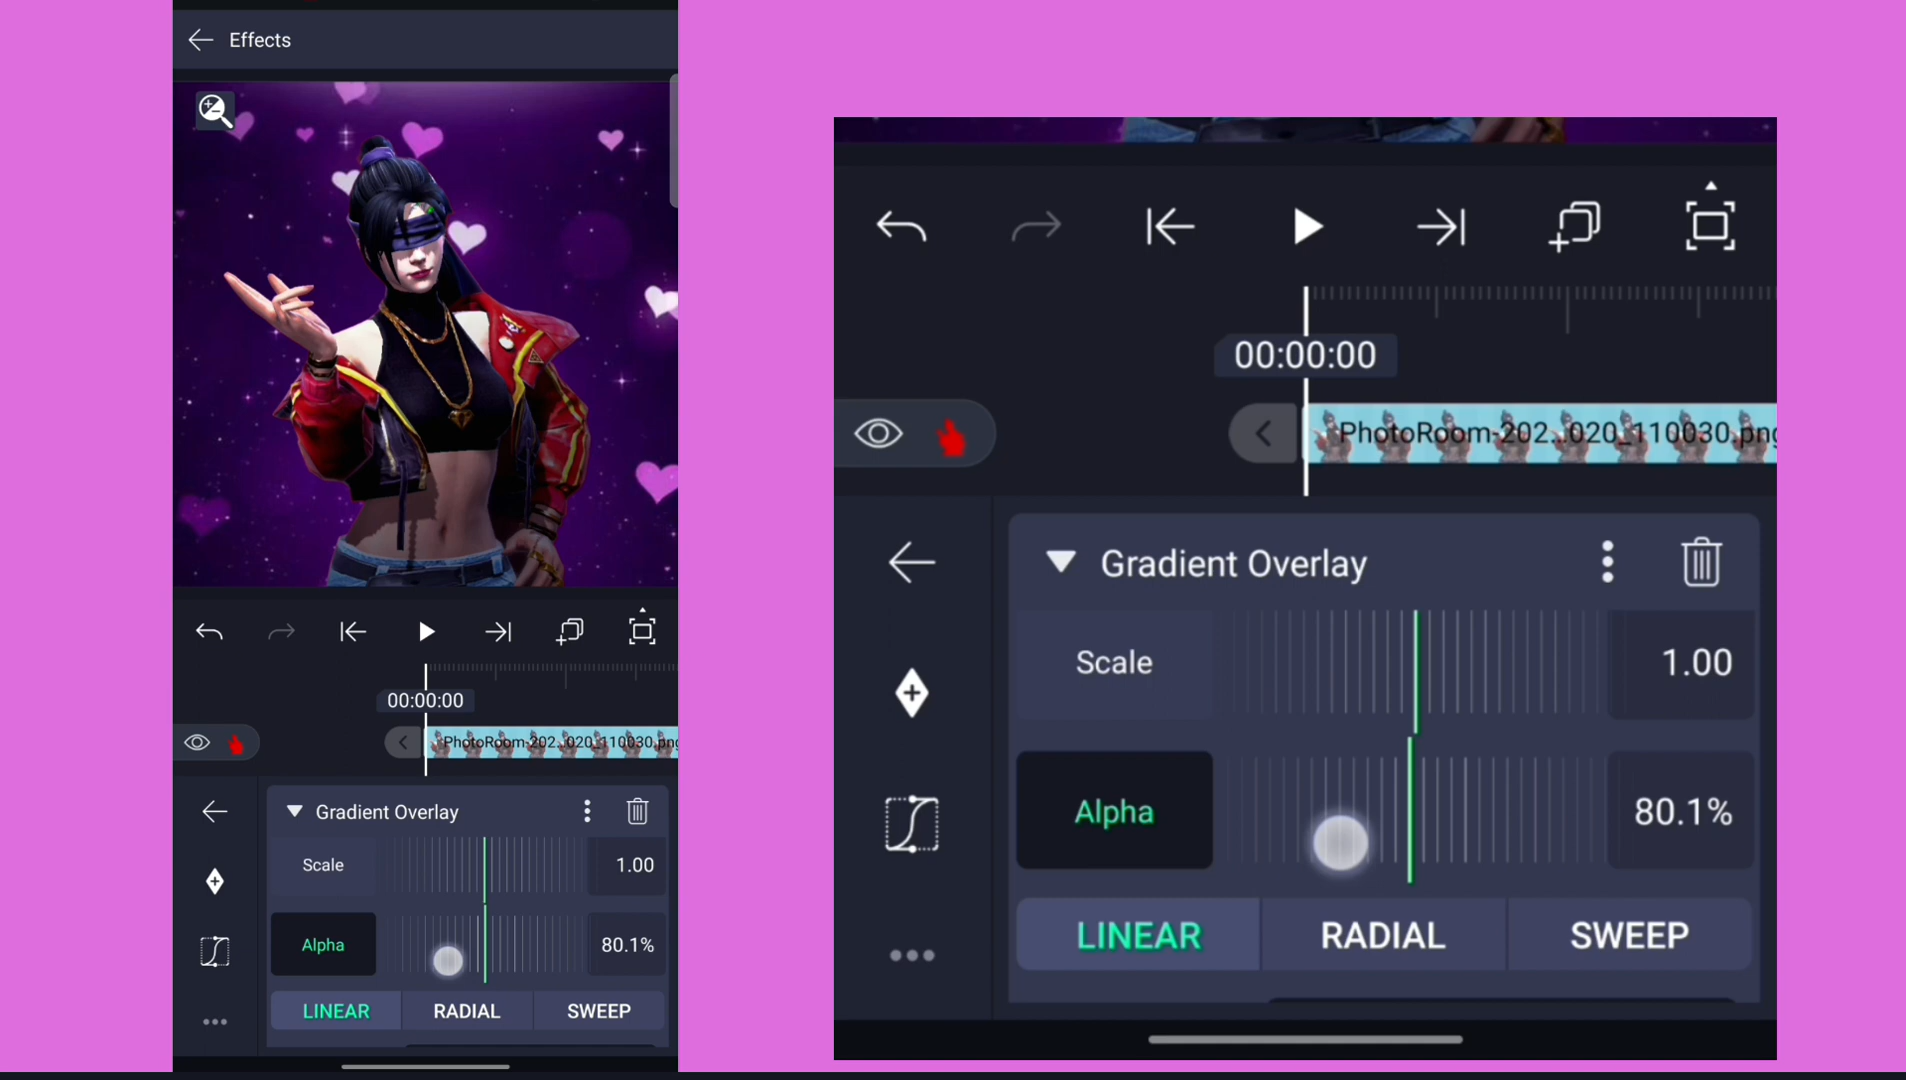 Effects
00:00:00
PhotoRoom-202...020_110030.png
Gradient Overlay
Scale
1.00
Alpha
80.1%
LINEAR
RADIAL
SWEEP
00:00:00
PhotoRoom-202...020_110030.png
Gradient Overlay
Scale
1.00
Alpha
80.1%
LINEAR
RADIAL
SWEEP